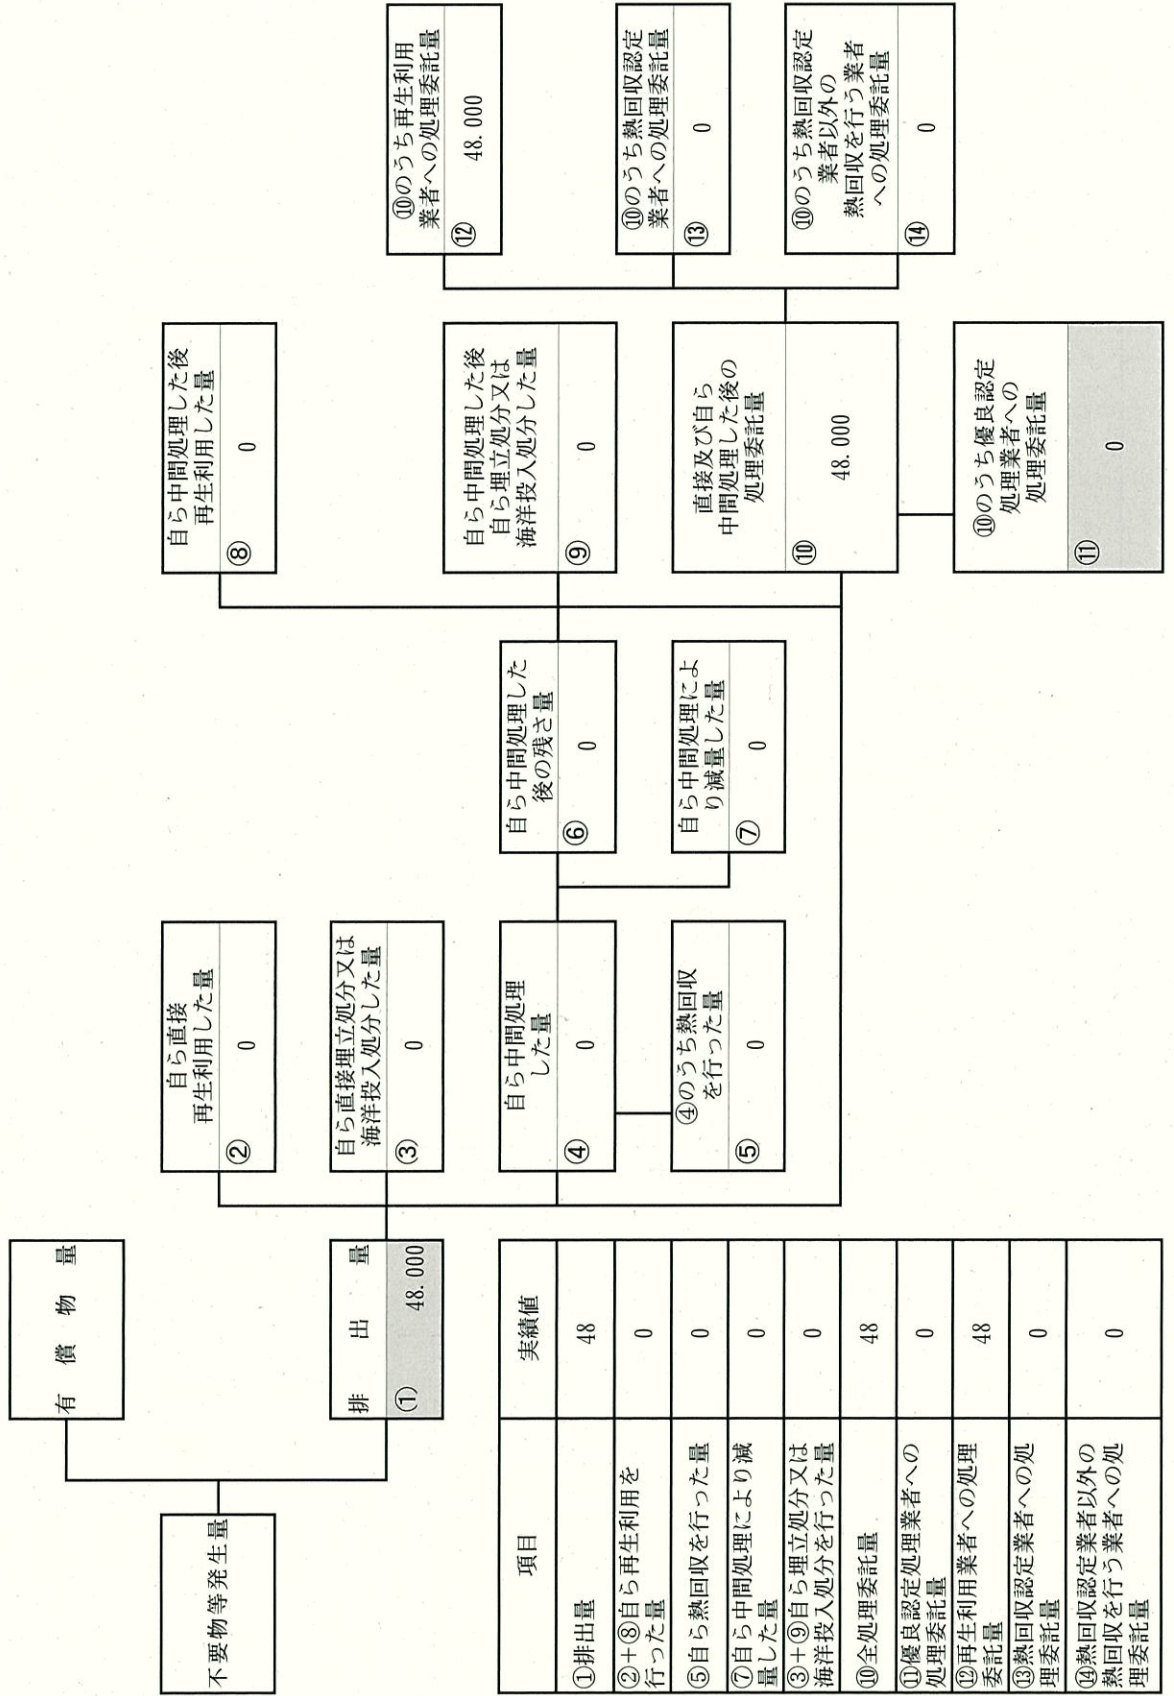 不要物等発生量
有償物量
排出量
① 48.000
自ら直接
再生利用した量
② 0
自ら直接埋立処分又は
海洋投入処分した量
③ 0
自ら中間処理
した量
④ 0
④のうち熱回収
を行った量
⑤ 0
自ら中間処理した
後の残さ量
⑥ 0
自ら中間処理によ
り減量した量
⑦ 0
自ら中間処理した後
再生利用した量
⑧ 0
自ら中間処理した後
自ら埋立処分又は
海洋投入処分した量
⑨ 0
直接及び自ら
中間処理した後の
処理委託量
⑩ 48.000
⑩のうち優良認定
処理業者への
処理委託量
⑪ 0
⑩のうち再生利用
業者への処理委託量
⑫ 48.000
⑩のうち熱回収認定
業者への処理委託量
⑬ 0
⑩のうち熱回収認定
業者以外の
熱回収を行う業者
への処理委託量
⑭ 0
項目 実績値
①排出量 48
②+⑧自ら再生利用を
行った量 0
⑤自ら熱回収を行った量 0
⑦自ら中間処理により減
量した量 0
③+⑨自ら埋立処分又は
海洋投入処分を行った量 0
⑩全処理委託量 48
⑪優良認定処理業者への
処理委託量 0
⑫再生利用業者への処理
委託量 48
⑬熱回収認定業者への処
理委託量 0
⑭熱回収認定業者以外の
熱回収を行う業者への処
理委託量 0